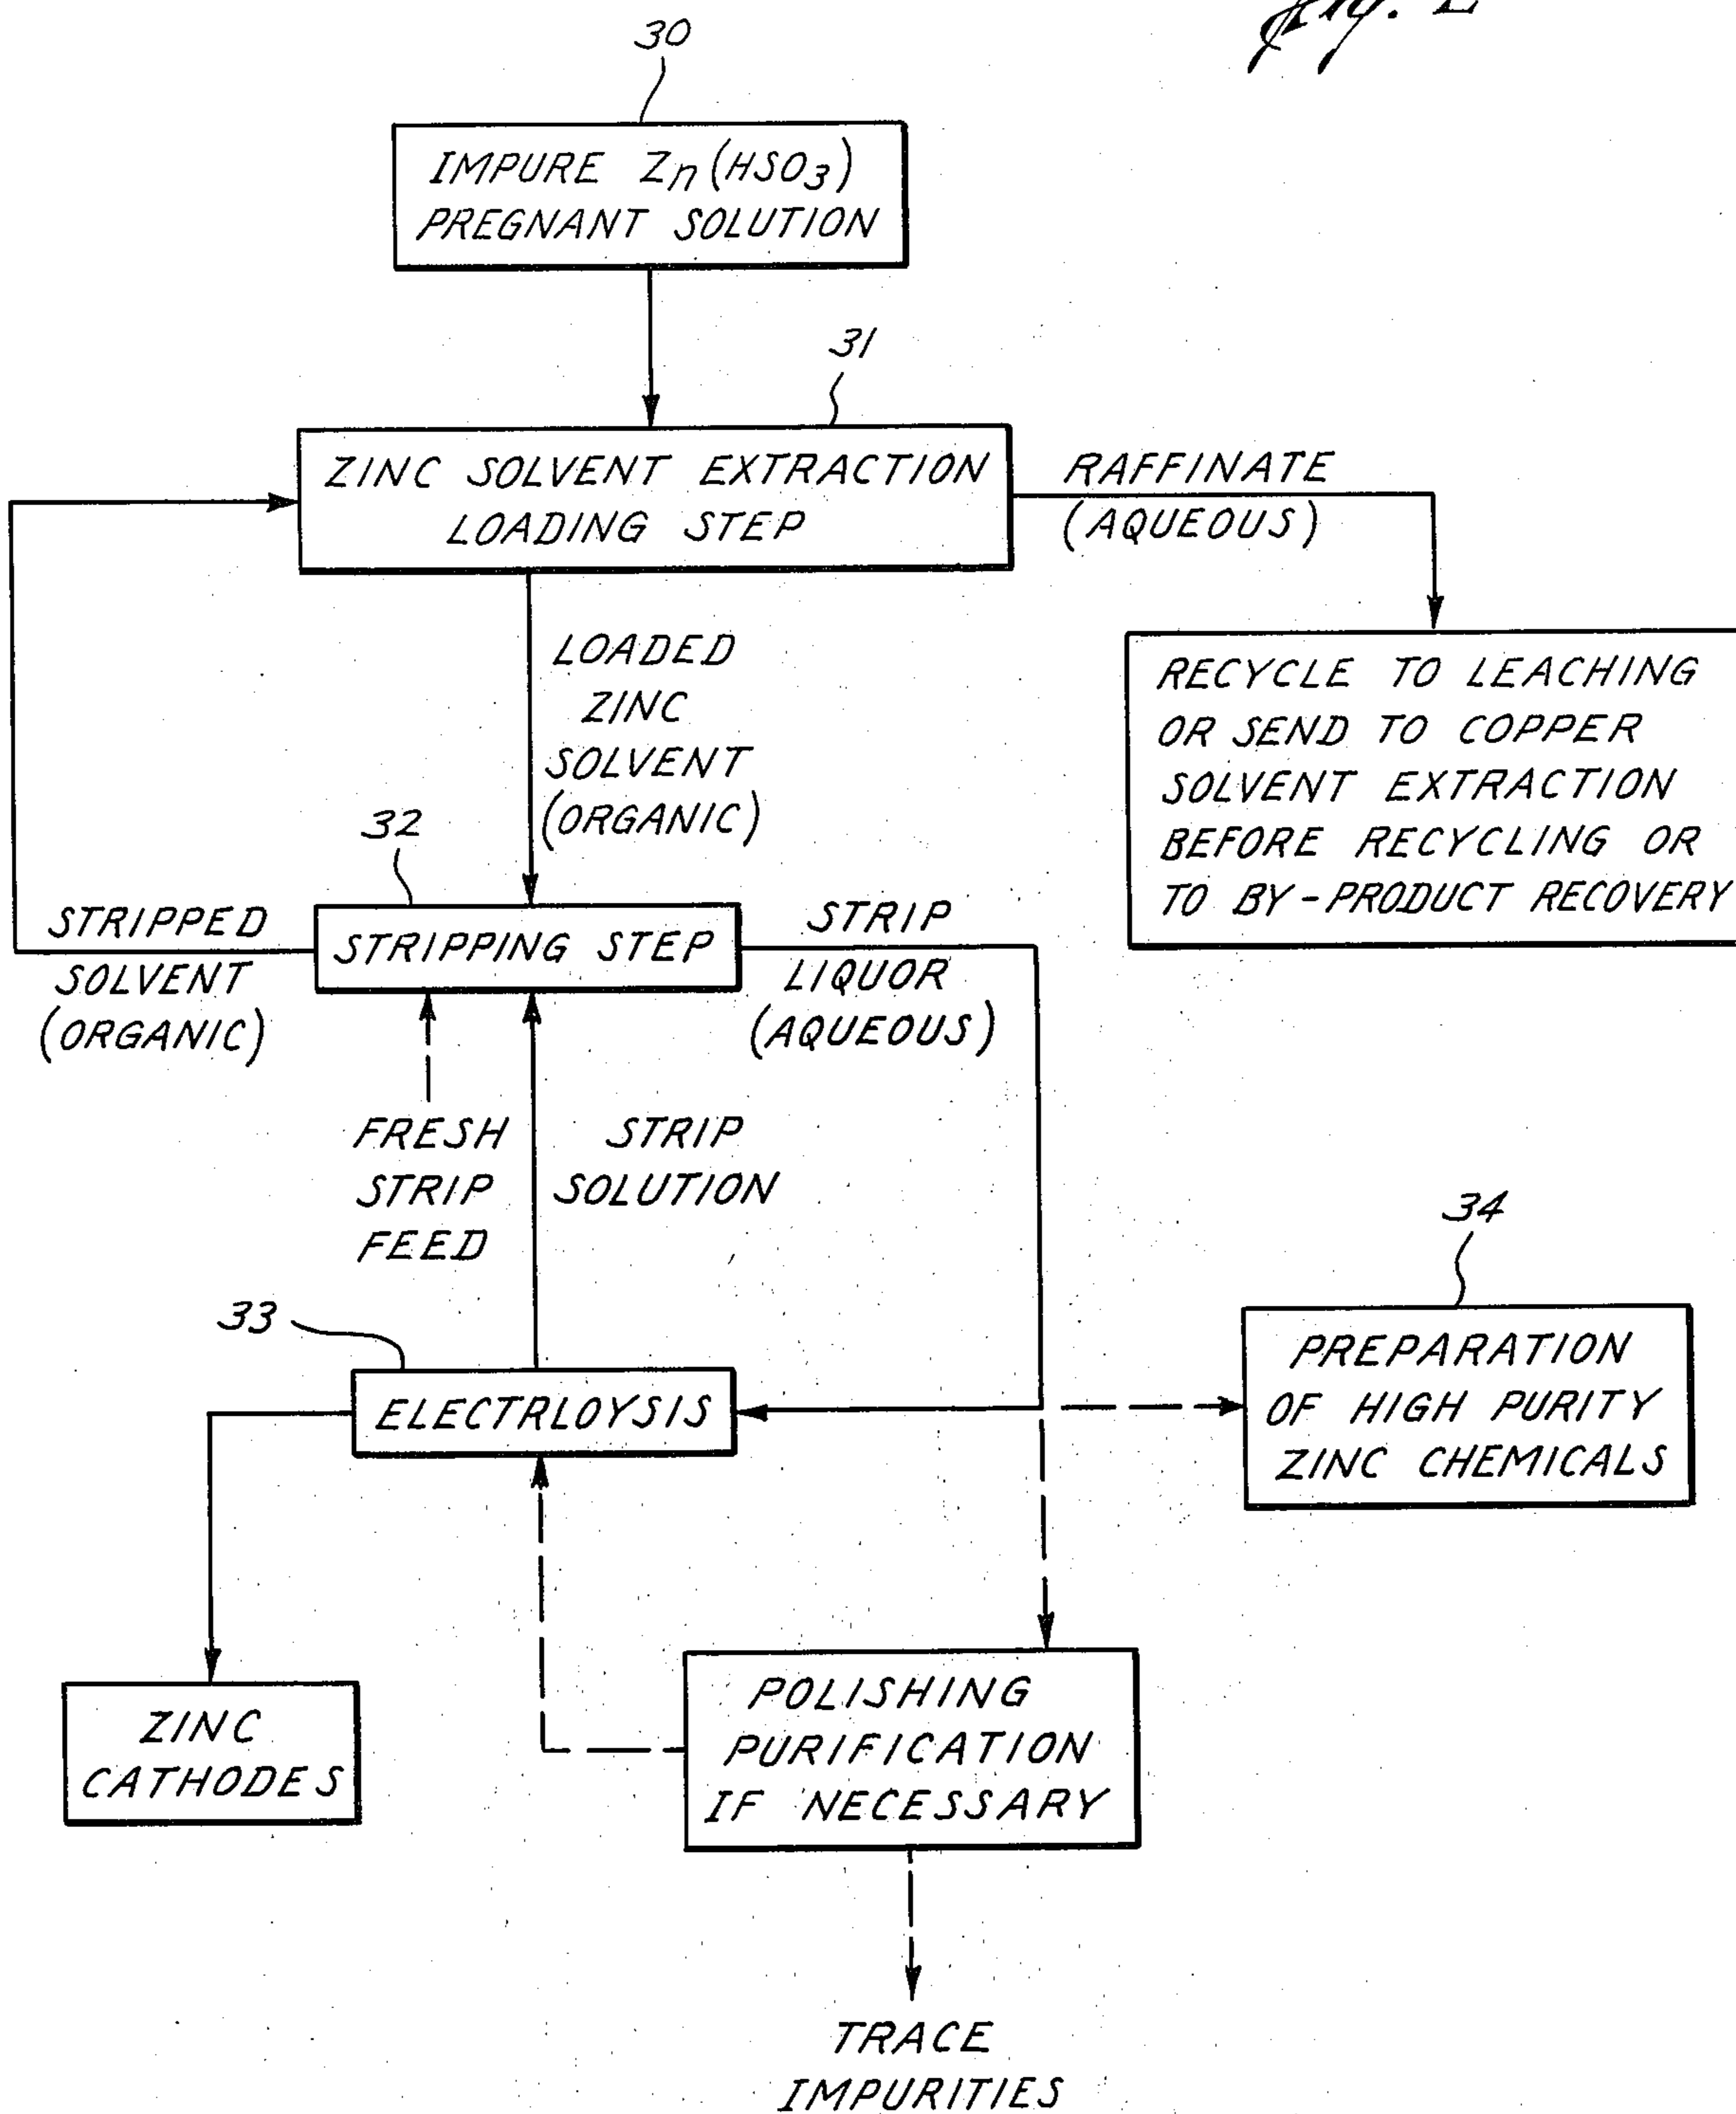 Fig. 2
30
IMPURE Zn(HSO3)
PREGNANT SOLUTION
31
ZINC SOLVENT EXTRACTION
LOADING STEP
RAFFINATE
(AQUEOUS)
LOADED
ZINC
SOLVENT
(ORGANIC)
RECYCLE TO LEACHING
OR SEND TO COPPER
SOLVENT EXTRACTION
BEFORE RECYCLING OR
TO BY-PRODUCT RECOVERY
32
STRIPPED
SOLVENT
(ORGANIC)
STRIPPING STEP
STRIP
LIQUOR
(AQUEOUS)
FRESH
STRIP
FEED
STRIP
SOLUTION
33
ELECTRLOYSIS
34
PREPARATION
OF HIGH PURITY
ZINC CHEMICALS
ZINC
CATHODES
POLISHING
PURIFICATION
IF NECESSARY
TRACE
IMPURITIES